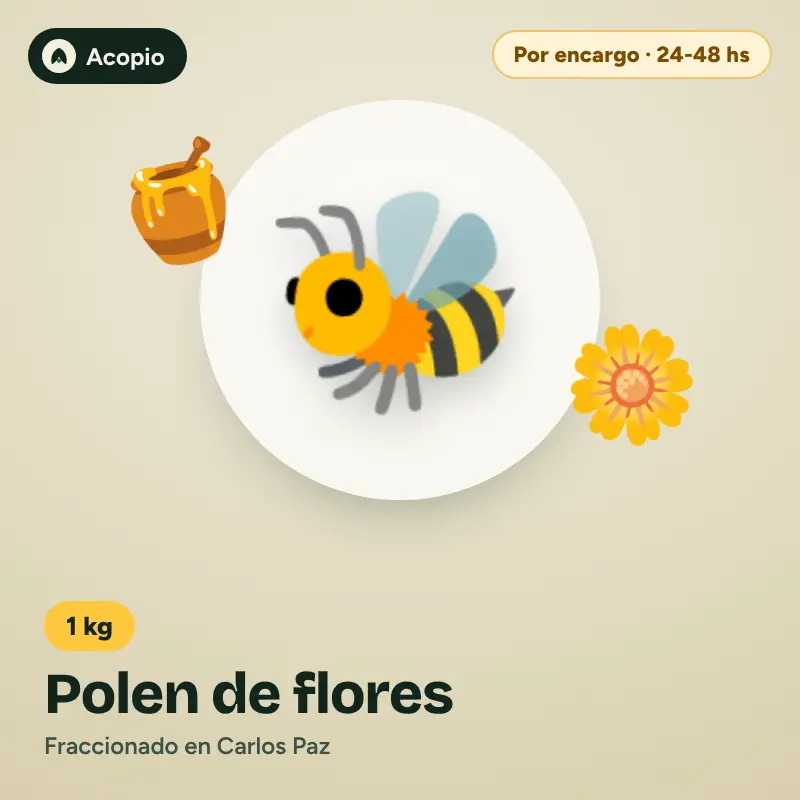 Acopio
Por encargo · 24-48 hs
1 kg
Polen de flores
Fraccionado en Carlos Paz